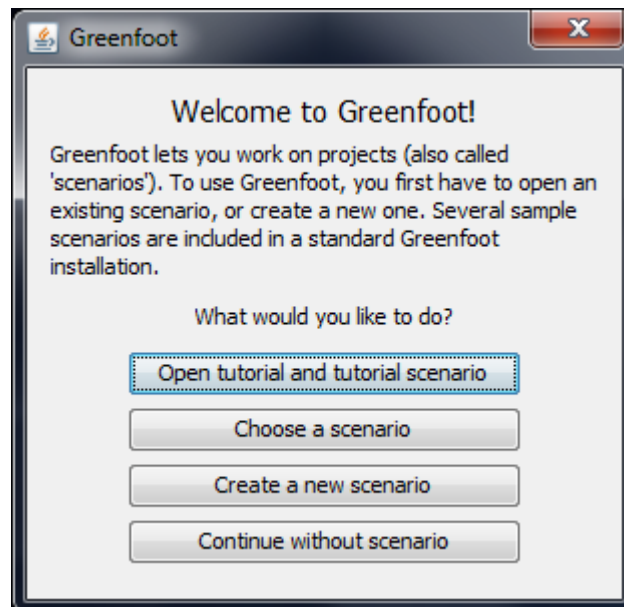 Greenfoot
Welcome to Greenfoot!
Greenfoot lets you work on projects (also called
'scenarios'). To use Greenfoot, you first have to open an
existing scenario, or create a new one. Several sample
scenarios are included in a standard Greenfoot
installation.
What would you like to do?
Open tutorial and tutorial scenario
Choose a scenario
Create a new scenario
Continue without scenario